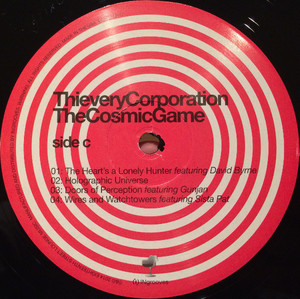 ThieveryCorporation
TheCosmicGame
side c
01: The Heart's a Lonely Hunter featuring David Byrne
02: Holographic Universe
03: Doors of Perception featuring Gunjan
04: Wires and Watchtowers featuring Sista Pat